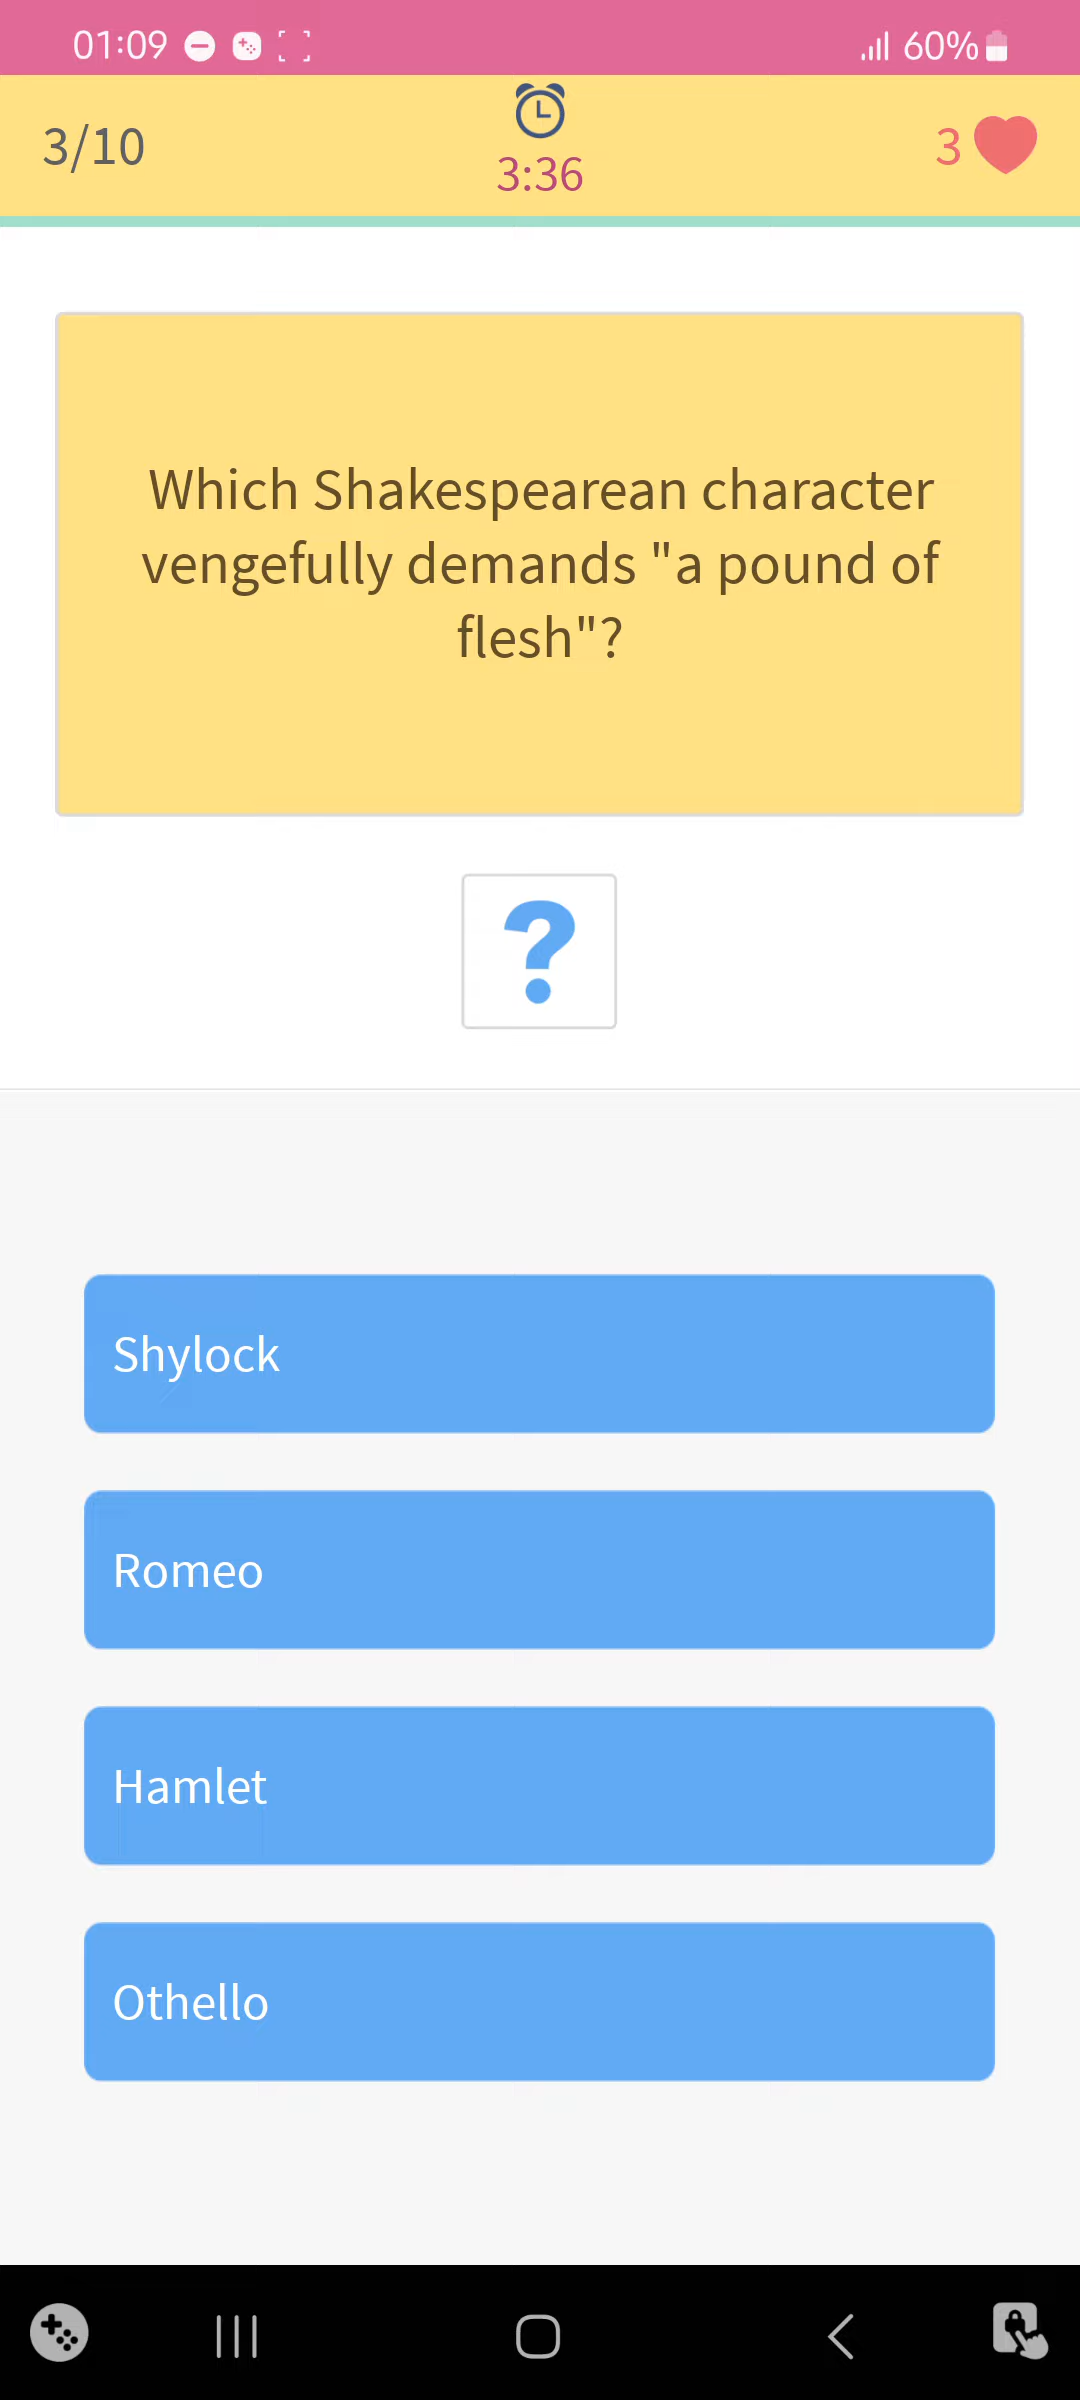 01:09
60%
3/10
3:36
3
Which Shakespearean character
vengefully demands "a pound of
flesh"?
?
Shylock
Romeo
Hamlet
Othello